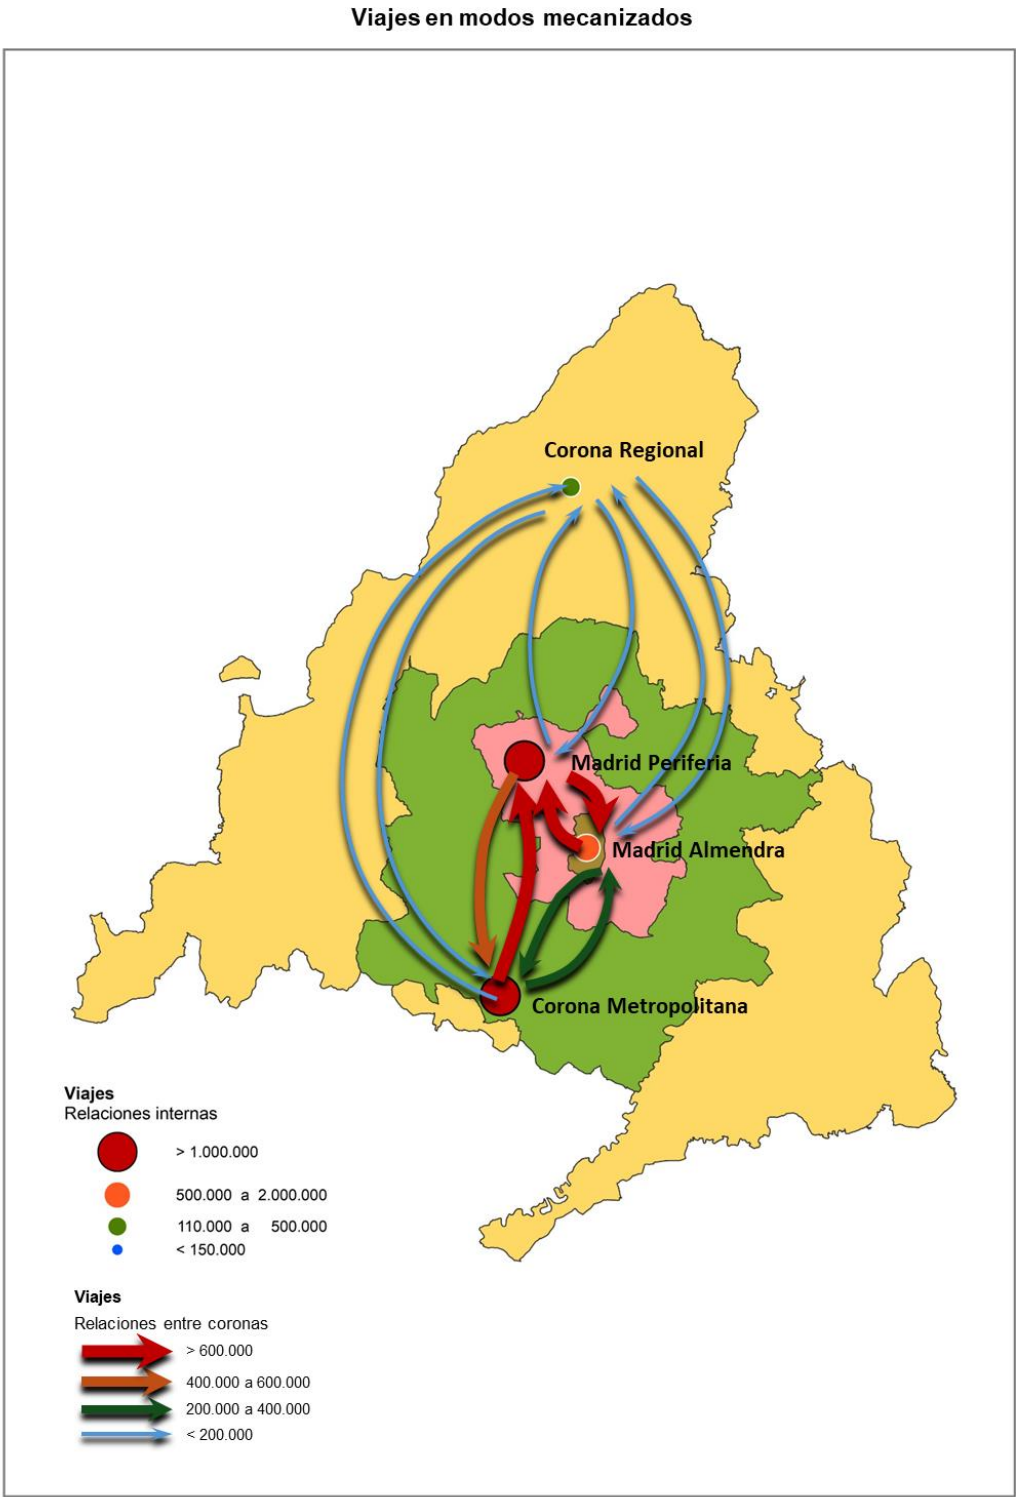 Viajes en modos mecanizados
Corona Regional
Madrid Periferia
Madrid Almendra
Corona Metropolitana
Viajes
Relaciones internas
> 1.000.000
500.000 a 2.000.000
110.000 a 500.000
< 150.000
Viajes
Relaciones entre coronas
> 600.000
400.000 a 600.000
200.000 a 400.000
< 200.000